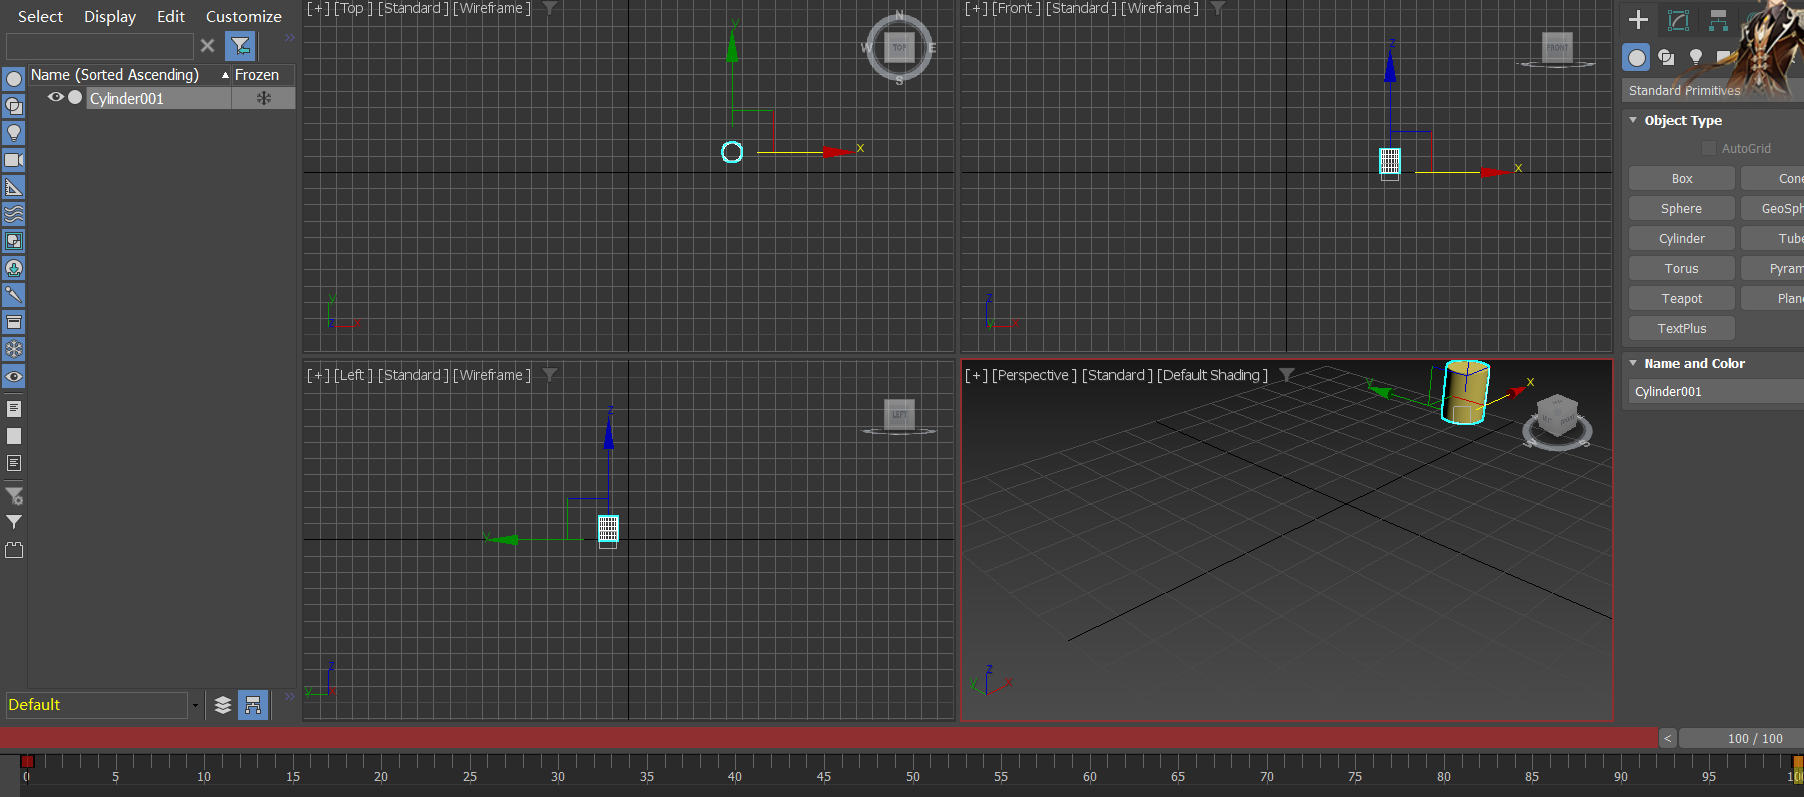 Select Display Edit Customize
Name (Sorted Ascending) Frozen
Cylinder001
Default
[+] [Top ] [Standard ] [Wireframe ]
y
x
N
W TOP E
S
y
z x
[+] [Front ] [Standard ] [Wireframe ]
z
x
FRONT
z
y x
[+] [Left ] [Standard ] [Wireframe ]
z
y
LEFT
z
y x
[+] [Perspective ] [Standard ] [Default Shading ]
y
x
z
y x
Standard Primitives
Object Type
AutoGrid
Box Cone
Sphere GeoSph
Cylinder Tube
Torus Pyram
Teapot Plane
TextPlus
Name and Color
Cylinder001
< 100 / 100
0 5 10 15 20 25 30 35 40 45 50 55 60 65 70 75 80 85 90 95 100